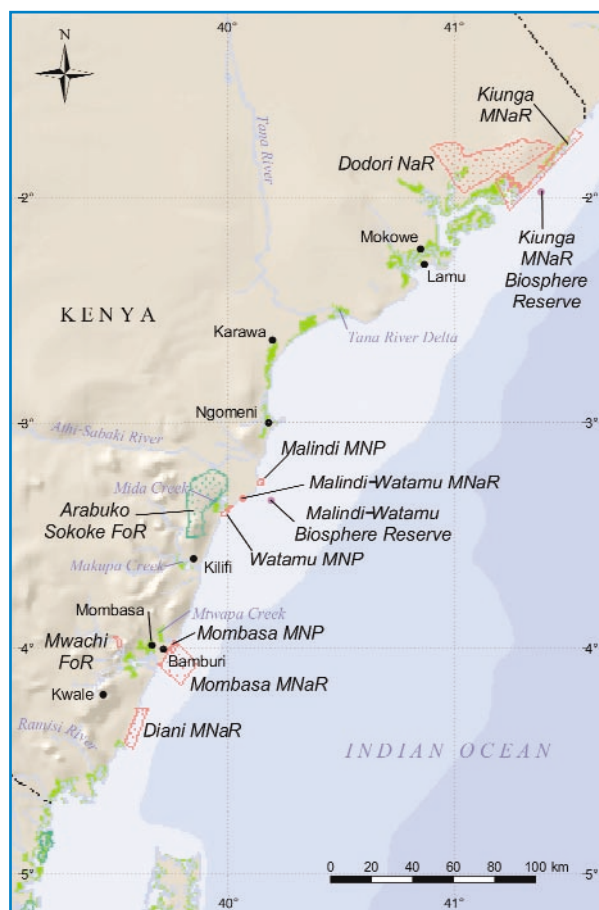 40°
41°
N
Tana River
Kiunga
MNaR
Dodori NaR
-2°
-2°
Mokowe
Lamu
Kiunga
MNaR
Biosphere
Reserve
KENYA
Karawa
Tana River Delta
Ngomeni
-3°
-3°
Athi-Sabaki River
Malindi MNP
Mida Creek
Malindi-Watamu MNaR
Arabuko
Sokoke FoR
Malindi-Watamu
Biosphere Reserve
Watamu MNP
Makupa Creek
Kilifi
Mombasa
Mtwapa Creek
Mwachi
FoR
Mombasa MNP
-4°
-4°
Bamburi
Kwale
Mombasa MNaR
Ramisi River
Diani MNaR
INDIAN OCEAN
-5°
-5°
0 20 40 60 80 100 km
40°
41°